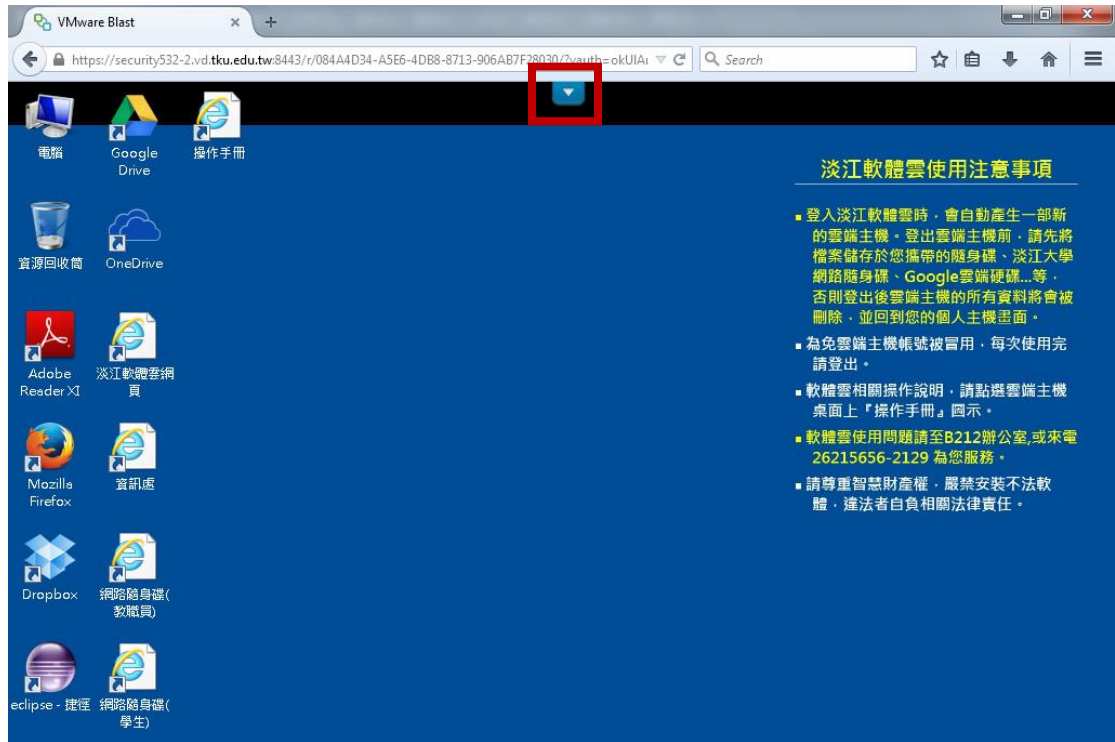 VMware Blast
https://security532-2.vd.tku.edu.tw:8443/r/084A4D34-A5E6-4DB8-8713-906AB7F28030/?vauth=okUIAı
Search
電腦
Google
Drive
操作手冊
資源回收筒
OneDrive
Adobe
Reader XI
淡江軟體雲網
頁
Mozilla
Firefox
資訊處
Dropbox
網路隨身碟(
教職員)
eclipse - 捷徑
網路隨身碟(
學生)
淡江軟體雲使用注意事項
▪登入淡江軟體雲時,會自動產生一部新
的雲端主機。登出雲端主機前,請先將
檔案儲存於您攜帶的隨身碟、淡江大學
網路隨身碟、Google雲端硬碟...等,
否則登出後雲端主機的所有資料將會被
刪除,並回到您的個人主機畫面。
▪為免雲端主機帳號被冒用,每次使用完
請登出。
▪軟體雲相關操作說明,請點選雲端主機
桌面上『操作手冊』圖示。
▪軟體雲使用問題請至B212辦公室,或來電
26215656-2129 為您服務。
▪請尊重智慧財產權,嚴禁安裝不法軟
體,違法者自負相關法律責任。